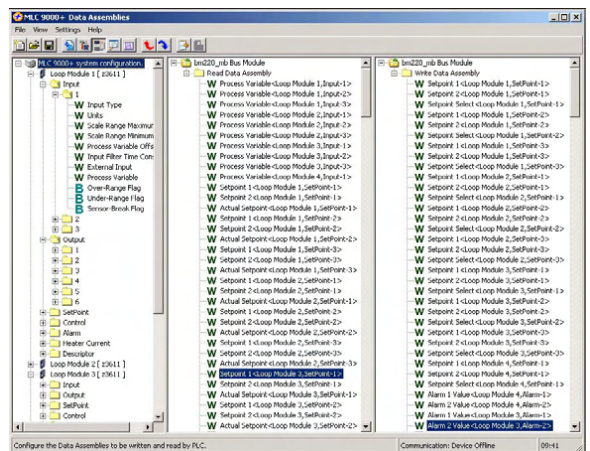 MLC 9000+ Data Assemblies
File View Settings Help
MLC 9000+ system configuration.
Loop Module 1 [ z3611 ]
Input
1
W Input Type
W Units
W Scale Range Maximum
W Scale Range Minimum
W Process Variable Offs
W Input Filter Time Cons
W External Input
W Process Variable
B Over-Range Flag
B Under-Range Flag
B Sensor-Break Flag
2
3
Output
1
2
3
4
5
6
SetPoint
Control
Alarm
Heater Current
Descriptor
Loop Module 2 [ z3611 ]
Loop Module 3 [ z3611 ]
Input
Output
SetPoint
Control
bm220_mb Bus Module
Read Data Assembly
W Process Variable<Loop Module 1,Input-1>
W Process Variable<Loop Module 1,Input-2>
W Process Variable<Loop Module 1,Input-3>
W Process Variable<Loop Module 2,Input-1>
W Process Variable<Loop Module 2,Input-2>
W Process Variable<Loop Module 2,Input-3>
W Process Variable<Loop Module 3,Input-1>
W Process Variable<Loop Module 3,Input-2>
W Process Variable<Loop Module 3,Input-3>
W Process Variable<Loop Module 4,Input-1>
W Setpoint 1<Loop Module 1,SetPoint-1>
W Setpoint 2<Loop Module 1,SetPoint-1>
W Actual Setpoint<Loop Module 1,SetPoint-1>
W Setpoint 1<Loop Module 1,SetPoint-2>
W Setpoint 2<Loop Module 1,SetPoint-2>
W Actual Setpoint<Loop Module 1,SetPoint-2>
W Setpoint 1<Loop Module 1,SetPoint-3>
W Setpoint 2<Loop Module 1,SetPoint-3>
W Actual Setpoint<Loop Module 1,SetPoint-3>
W Setpoint 1<Loop Module 2,SetPoint-1>
W Setpoint 2<Loop Module 2,SetPoint-1>
W Actual Setpoint<Loop Module 2,SetPoint-1>
W Setpoint 1<Loop Module 2,SetPoint-2>
W Setpoint 2<Loop Module 2,SetPoint-2>
W Actual Setpoint<Loop Module 2,SetPoint-2>
W Setpoint 1<Loop Module 2,SetPoint-3>
W Setpoint 2<Loop Module 2,SetPoint-3>
W Actual Setpoint<Loop Module 2,SetPoint-3>
W Setpoint 1<Loop Module 3,SetPoint-1>
W Setpoint 2<Loop Module 3,SetPoint-1>
W Actual Setpoint<Loop Module 3,SetPoint-1>
W Setpoint 1<Loop Module 3,SetPoint-2>
W Setpoint 2<Loop Module 3,SetPoint-2>
W Actual Setpoint<Loop Module 3,SetPoint-2>
bm220_mb Bus Module
Write Data Assembly
W Setpoint 1<Loop Module 1,SetPoint-1>
W Setpoint 2<Loop Module 1,SetPoint-1>
W Setpoint Select<Loop Module 1,SetPoint-1>
W Setpoint 1<Loop Module 1,SetPoint-2>
W Setpoint 2<Loop Module 1,SetPoint-2>
W Setpoint Select<Loop Module 1,SetPoint-2>
W Setpoint 1<Loop Module 1,SetPoint-3>
W Setpoint 2<Loop Module 1,SetPoint-3>
W Setpoint Select<Loop Module 1,SetPoint-3>
W Setpoint 1<Loop Module 2,SetPoint-1>
W Setpoint 2<Loop Module 2,SetPoint-1>
W Setpoint Select<Loop Module 2,SetPoint-1>
W Setpoint 1<Loop Module 2,SetPoint-2>
W Setpoint 2<Loop Module 2,SetPoint-2>
W Setpoint Select<Loop Module 2,SetPoint-2>
W Setpoint 1<Loop Module 2,SetPoint-3>
W Setpoint 2<Loop Module 2,SetPoint-3>
W Setpoint Select<Loop Module 2,SetPoint-3>
W Setpoint 1<Loop Module 3,SetPoint-1>
W Setpoint 2<Loop Module 3,SetPoint-1>
W Setpoint Select<Loop Module 3,SetPoint-1>
W Setpoint 1<Loop Module 3,SetPoint-2>
W Setpoint 2<Loop Module 3,SetPoint-2>
W Setpoint Select<Loop Module 3,SetPoint-2>
W Setpoint 1<Loop Module 3,SetPoint-3>
W Setpoint 2<Loop Module 3,SetPoint-3>
W Setpoint Select<Loop Module 3,SetPoint-3>
W Setpoint 1<Loop Module 4,SetPoint-1>
W Setpoint 2<Loop Module 4,SetPoint-1>
W Setpoint Select<Loop Module 4,SetPoint-1>
W Alarm 1 Value<Loop Module 4,Alarm-1>
W Alarm 2 Value<Loop Module 4,Alarm-1>
W Alarm 1 Value<Loop Module 3,Alarm-1>
W Alarm 2 Value<Loop Module 3,Alarm-2>
Configure the Data Assemblies to be written and read by PLC.
Communication: Device Offline
09:41